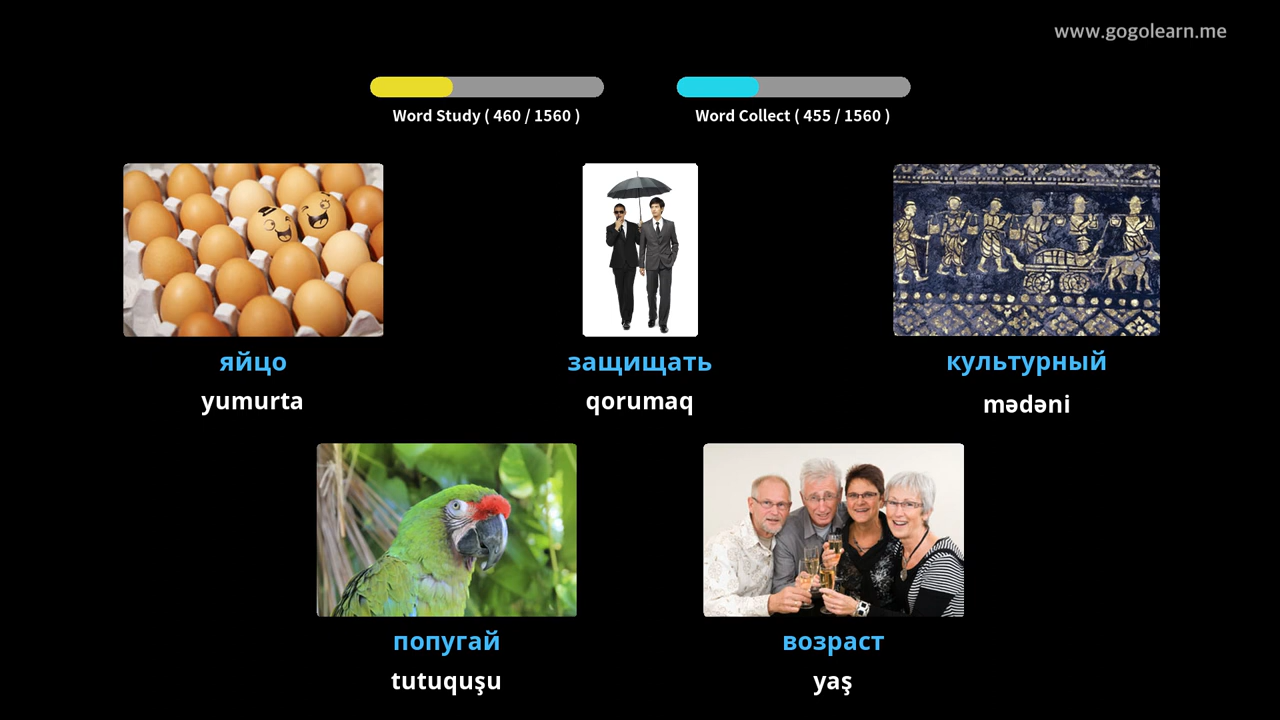 www.gogolearn.me
Word Study ( 460 / 1560 )
Word Collect ( 455 / 1560 )
яйцо
yumurta
защищать
qorumaq
культурный
mədəni
попугай
tutuquşu
возраст
yaş